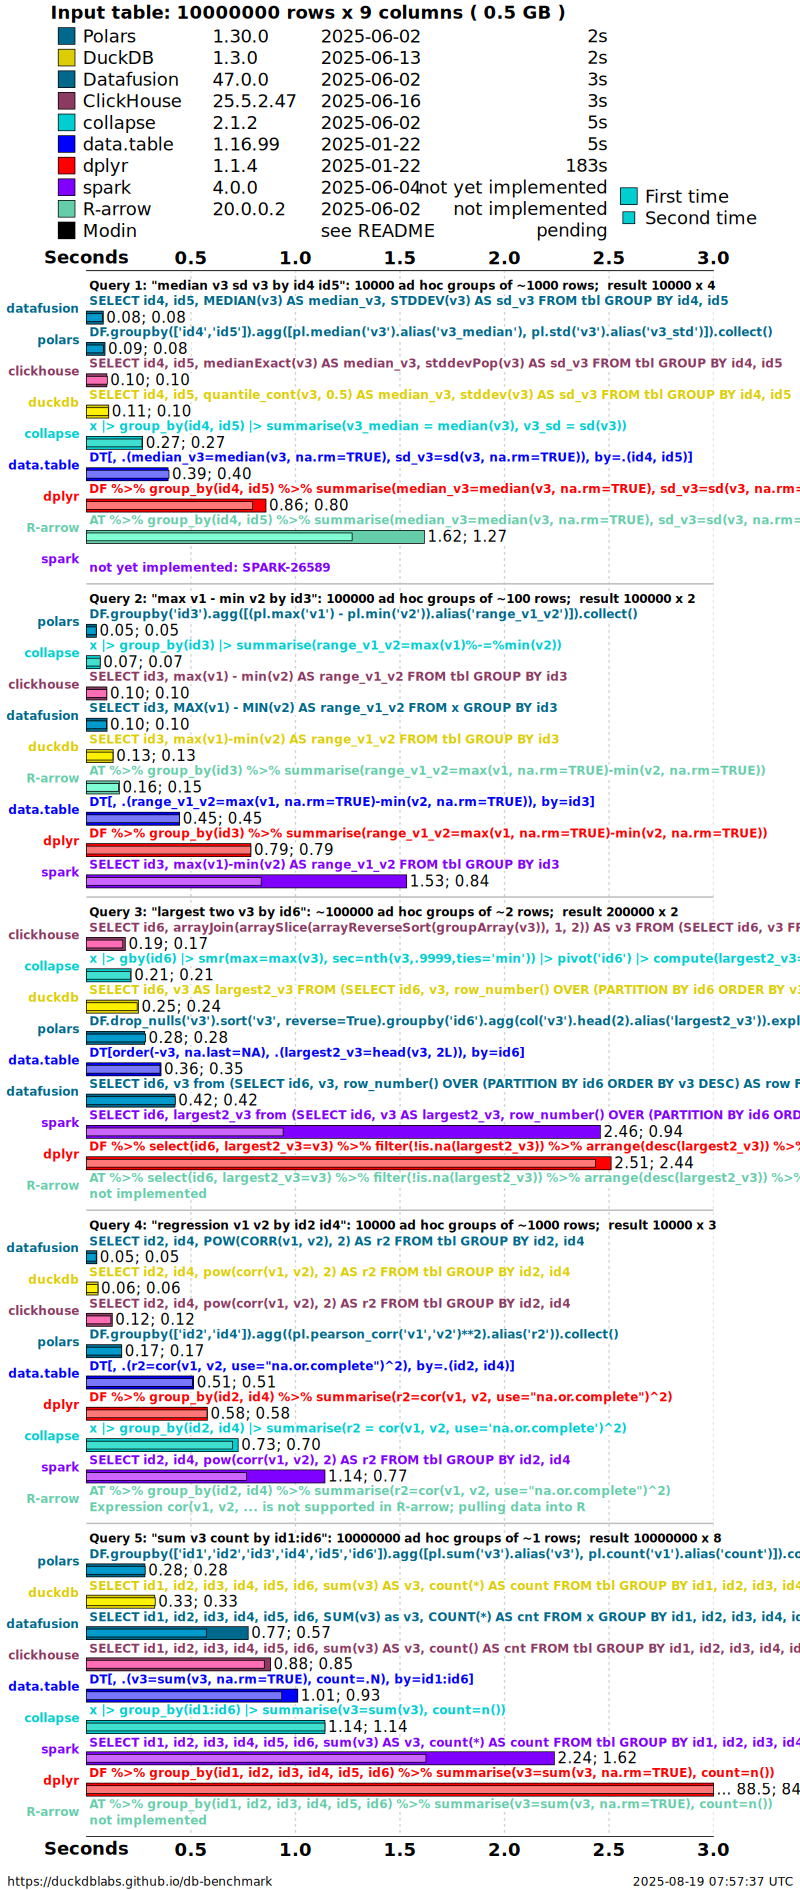 Input table: 10000000 rows x 9 columns ( 0.5 GB )
Polars 1.30.0 2025-06-02 2s
DuckDB 1.3.0 2025-06-13 2s
Datafusion 47.0.0 2025-06-02 3s
ClickHouse 25.5.2.47 2025-06-16 3s
collapse 2.1.2 2025-06-02 5s
data.table 1.16.99 2025-01-22 5s
dplyr 1.1.4 2025-01-22 183s
spark 4.0.0 2025-06-04 not yet implemented
R-arrow 20.0.0.2 2025-06-02 not implemented
Modin see README pending
First time
Second time
Seconds 0.5 1.0 1.5 2.0 2.5 3.0
Query 1: "median v3 sd v3 by id4 id5": 10000 ad hoc groups of ~1000 rows; result 10000 x 4
datafusion SELECT id4, id5, MEDIAN(v3) AS median_v3, STDDEV(v3) AS sd_v3 FROM tbl GROUP BY id4, id5
0.08; 0.08
polars DF.groupby(['id4','id5']).agg([pl.median('v3').alias('v3_median'), pl.std('v3').alias('v3_std')]).collect()
0.09; 0.08
clickhouse SELECT id4, id5, medianExact(v3) AS median_v3, stddevPop(v3) AS sd_v3 FROM tbl GROUP BY id4, id5
0.10; 0.10
duckdb SELECT id4, id5, quantile_cont(v3, 0.5) AS median_v3, stddev(v3) AS sd_v3 FROM tbl GROUP BY id4, id5
0.11; 0.10
collapse x |> group_by(id4, id5) |> summarise(v3_median = median(v3), v3_sd = sd(v3))
0.27; 0.27
data.table DT[, .(median_v3=median(v3, na.rm=TRUE), sd_v3=sd(v3, na.rm=TRUE)), by=.(id4, id5)]
0.39; 0.40
dplyr DF %>% group_by(id4, id5) %>% summarise(median_v3=median(v3, na.rm=TRUE), sd_v3=sd(v3, na.rm=
0.86; 0.80
R-arrow AT %>% group_by(id4, id5) %>% summarise(median_v3=median(v3, na.rm=TRUE), sd_v3=sd(v3, na.rm=
1.62; 1.27
spark
not yet implemented: SPARK-26589
Query 2: "max v1 - min v2 by id3": 100000 ad hoc groups of ~100 rows; result 100000 x 2
polars DF.groupby('id3').agg([(pl.max('v1') - pl.min('v2')).alias('range_v1_v2')]).collect()
0.05; 0.05
collapse x |> group_by(id3) |> summarise(range_v1_v2=max(v1)%-=%min(v2))
0.07; 0.07
clickhouse SELECT id3, max(v1) - min(v2) AS range_v1_v2 FROM tbl GROUP BY id3
0.10; 0.10
datafusion SELECT id3, MAX(v1) - MIN(v2) AS range_v1_v2 FROM x GROUP BY id3
0.10; 0.10
duckdb SELECT id3, max(v1)-min(v2) AS range_v1_v2 FROM tbl GROUP BY id3
0.13; 0.13
R-arrow AT %>% group_by(id3) %>% summarise(range_v1_v2=max(v1, na.rm=TRUE)-min(v2, na.rm=TRUE))
0.16; 0.15
data.table DT[, .(range_v1_v2=max(v1, na.rm=TRUE)-min(v2, na.rm=TRUE)), by=id3]
0.45; 0.45
dplyr DF %>% group_by(id3) %>% summarise(range_v1_v2=max(v1, na.rm=TRUE)-min(v2, na.rm=TRUE))
0.79; 0.79
spark SELECT id3, max(v1)-min(v2) AS range_v1_v2 FROM tbl GROUP BY id3
1.53; 0.84
Query 3: "largest two v3 by id6": ~100000 ad hoc groups of ~2 rows; result 200000 x 2
clickhouse SELECT id6, arrayJoin(arraySlice(arrayReverseSort(groupArray(v3)), 1, 2)) AS v3 FROM (SELECT id6, v3 FR
0.19; 0.17
collapse x |> gby(id6) |> smr(max=max(v3), sec=nth(v3,.9999,ties='min')) |> pivot('id6') |> compute(largest2_v3=
0.21; 0.21
duckdb SELECT id6, v3 AS largest2_v3 FROM (SELECT id6, v3, row_number() OVER (PARTITION BY id6 ORDER BY v3
0.25; 0.24
polars DF.drop_nulls('v3').sort('v3', reverse=True).groupby('id6').agg(col('v3').head(2).alias('largest2_v3')).expl
0.28; 0.28
data.table DT[order(-v3, na.last=NA), .(largest2_v3=head(v3, 2L)), by=id6]
0.36; 0.35
datafusion SELECT id6, v3 from (SELECT id6, v3, row_number() OVER (PARTITION BY id6 ORDER BY v3 DESC) AS row F
0.42; 0.42
spark SELECT id6, largest2_v3 from (SELECT id6, v3 AS largest2_v3, row_number() OVER (PARTITION BY id6 ORD
2.46; 0.94
dplyr DF %>% select(id6, largest2_v3=v3) %>% filter(!is.na(largest2_v3)) %>% arrange(desc(largest2_v3)) %>%
2.51; 2.44
R-arrow AT %>% select(id6, largest2_v3=v3) %>% filter(!is.na(largest2_v3)) %>% arrange(desc(largest2_v3)) %>%
not implemented
Query 4: "regression v1 v2 by id2 id4": 10000 ad hoc groups of ~1000 rows; result 10000 x 3
datafusion SELECT id2, id4, POW(CORR(v1, v2), 2) AS r2 FROM tbl GROUP BY id2, id4
0.05; 0.05
duckdb SELECT id2, id4, pow(corr(v1, v2), 2) AS r2 FROM tbl GROUP BY id2, id4
0.06; 0.06
clickhouse SELECT id2, id4, pow(corr(v1, v2), 2) AS r2 FROM tbl GROUP BY id2, id4
0.12; 0.12
polars DF.groupby(['id2','id4']).agg((pl.pearson_corr('v1','v2')**2).alias('r2')).collect()
0.17; 0.17
data.table DT[, .(r2=cor(v1, v2, use="na.or.complete")^2), by=.(id2, id4)]
0.51; 0.51
dplyr DF %>% group_by(id2, id4) %>% summarise(r2=cor(v1, v2, use="na.or.complete")^2)
0.58; 0.58
collapse x |> group_by(id2, id4) |> summarise(r2 = cor(v1, v2, use='na.or.complete')^2)
0.73; 0.70
spark SELECT id2, id4, pow(corr(v1, v2), 2) AS r2 FROM tbl GROUP BY id2, id4
1.14; 0.77
R-arrow AT %>% group_by(id2, id4) %>% summarise(r2=cor(v1, v2, use="na.or.complete")^2)
Expression cor(v1, v2, ... is not supported in R-arrow; pulling data into R
Query 5: "sum v3 count by id1:id6": 10000000 ad hoc groups of ~1 rows; result 10000000 x 8
polars DF.groupby(['id1','id2','id3','id4','id5','id6']).agg([pl.sum('v3').alias('v3'), pl.count('v1').alias('count')]).co
0.28; 0.28
duckdb SELECT id1, id2, id3, id4, id5, id6, sum(v3) AS v3, count(*) AS count FROM tbl GROUP BY id1, id2, id3, id4
0.33; 0.33
datafusion SELECT id1, id2, id3, id4, id5, id6, SUM(v3) as v3, COUNT(*) AS cnt FROM x GROUP BY id1, id2, id3, id4, id
0.77; 0.57
clickhouse SELECT id1, id2, id3, id4, id5, id6, sum(v3) AS v3, count() AS cnt FROM tbl GROUP BY id1, id2, id3, id4, id
0.88; 0.85
data.table DT[, .(v3=sum(v3, na.rm=TRUE), count=.N), by=id1:id6]
1.01; 0.93
collapse x |> group_by(id1:id6) |> summarise(v3=sum(v3), count=n())
1.14; 1.14
spark SELECT id1, id2, id3, id4, id5, id6, sum(v3) AS v3, count(*) AS count FROM tbl GROUP BY id1, id2, id3, id4
2.24; 1.62
dplyr DF %>% group_by(id1, id2, id3, id4, id5, id6) %>% summarise(v3=sum(v3, na.rm=TRUE), count=n())
... 88.5; 84
R-arrow AT %>% group_by(id1, id2, id3, id4, id5, id6) %>% summarise(v3=sum(v3, na.rm=TRUE), count=n())
not implemented
Seconds 0.5 1.0 1.5 2.0 2.5 3.0
https://duckdblabs.github.io/db-benchmark 2025-08-19 07:57:37 UTC